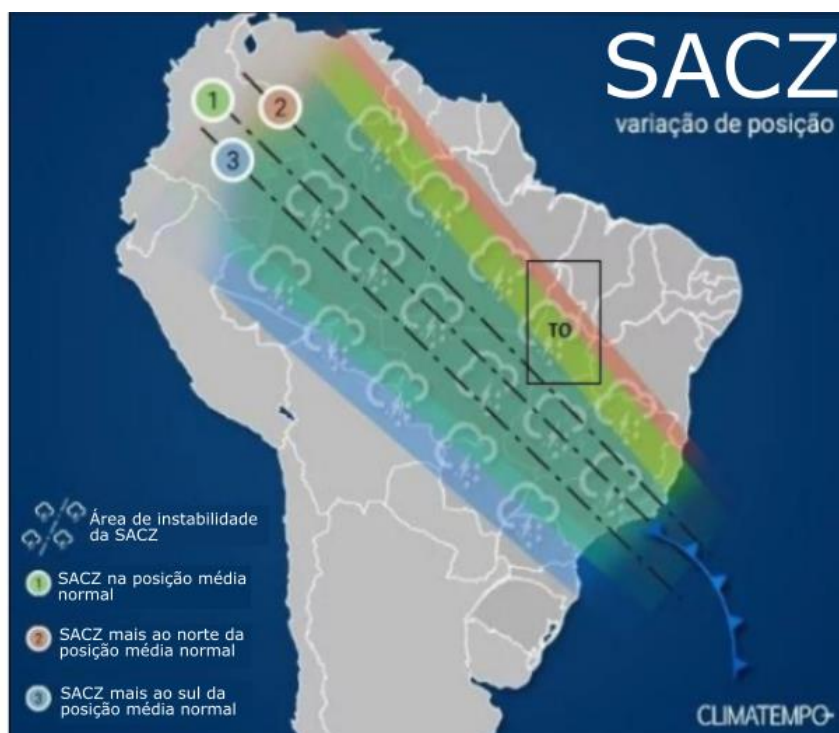 SACZ
variação de posição
1
2
3
TO
Área de instabilidade
da SACZ
1
SACZ na posição média
normal
2
SACZ mais ao norte da
posição média normal
3
SACZ mais ao sul da
posição média normal
CLIMATEMPO